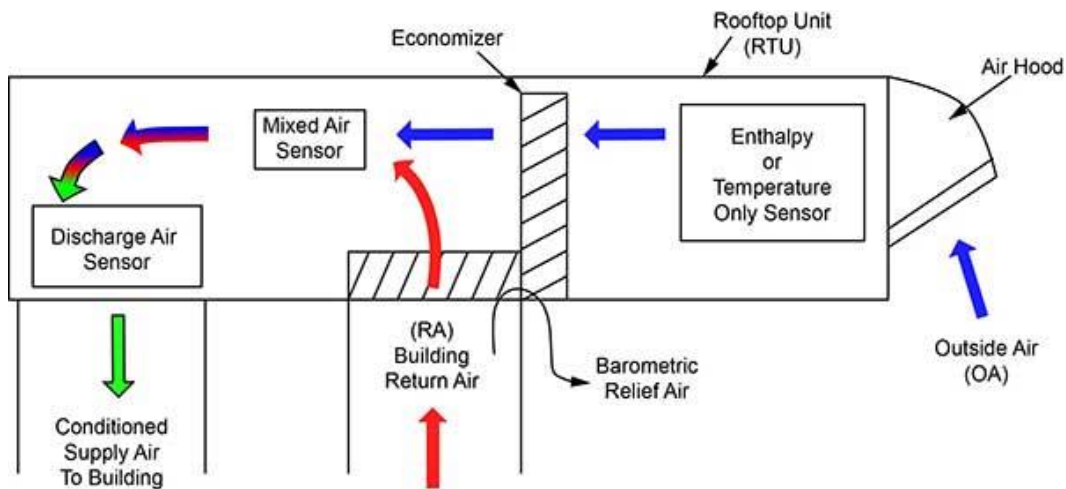 Economizer
Rooftop Unit
(RTU)
Air Hood
Mixed Air
Sensor
Enthalpy
or
Temperature
Only Sensor
Discharge Air
Sensor
(RA)
Building
Return Air
Barometric
Relief Air
Outside Air
(OA)
Conditioned
Supply Air
To Building